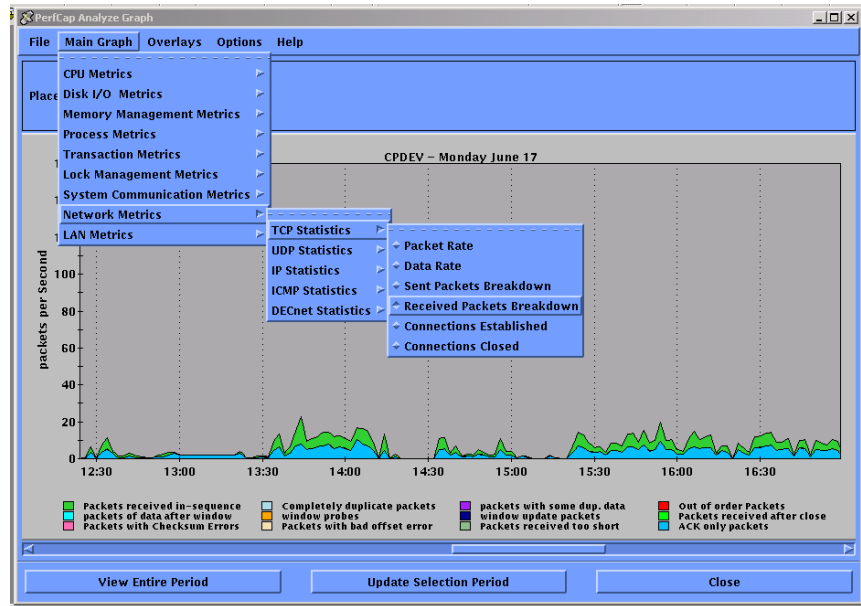 PerfCap Analyze Graph
File Main Graph Overlays Options Help
CPU Metrics
Disk I/O Metrics
Memory Management Metrics
Process Metrics
Transaction Metrics
Lock Management Metrics
System Communication Metrics
Network Metrics
LAN Metrics
Place
TCP Statistics
UDP Statistics
IP Statistics
ICMP Statistics
DECnet Statistics
Packet Rate
Data Rate
Sent Packets Breakdown
Received Packets Breakdown
Connections Established
Connections Closed
CPDEV - Monday June 17
packets per Second
100
80
60
40
20
0
12:30 13:00 13:30 14:00 14:30 15:00 15:30 16:00 16:30
Packets received in-sequence Completely duplicate packets packets with some dup. data Out of order Packets
packets of data after window window probes window update packets Packets received after close
Packets with Checksum Errors Packets with bad offset error Packets received too short ACK only packets
View Entire Period Update Selection Period Close